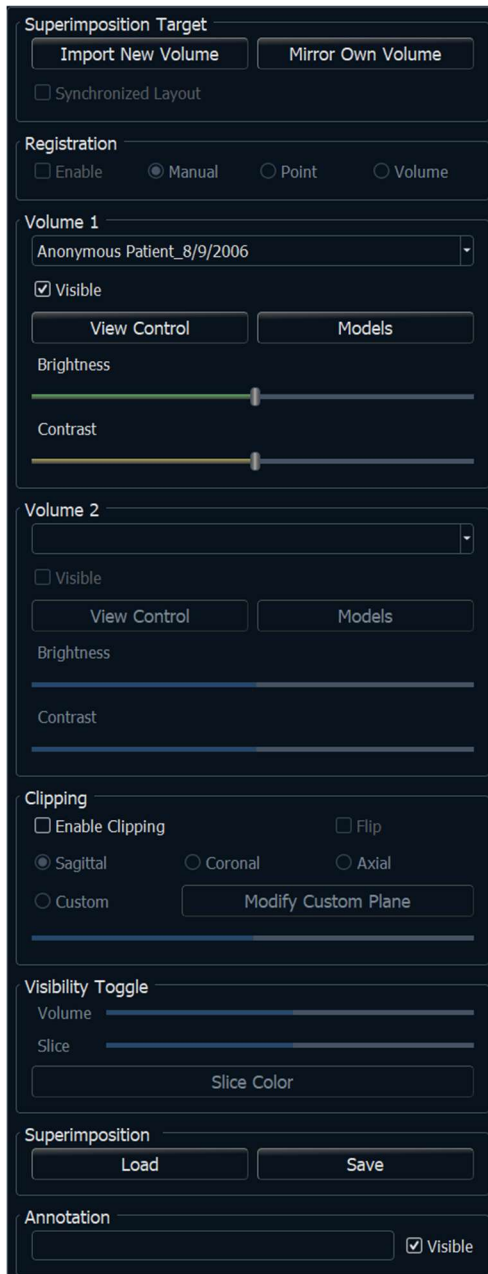 Superimposition Target
Import New Volume Mirror Own Volume
Synchronized Layout
Registration
Enable Manual Point Volume
Volume 1
Anonymous Patient_8/9/2006
Visible
View Control Models
Brightness
Contrast
Volume 2
Visible
View Control Models
Brightness
Contrast
Clipping
Enable Clipping Flip
Sagittal Coronal Axial
Custom Modify Custom Plane
Visibility Toggle
Volume
Slice
Slice Color
Superimposition
Load Save
Annotation
Visible